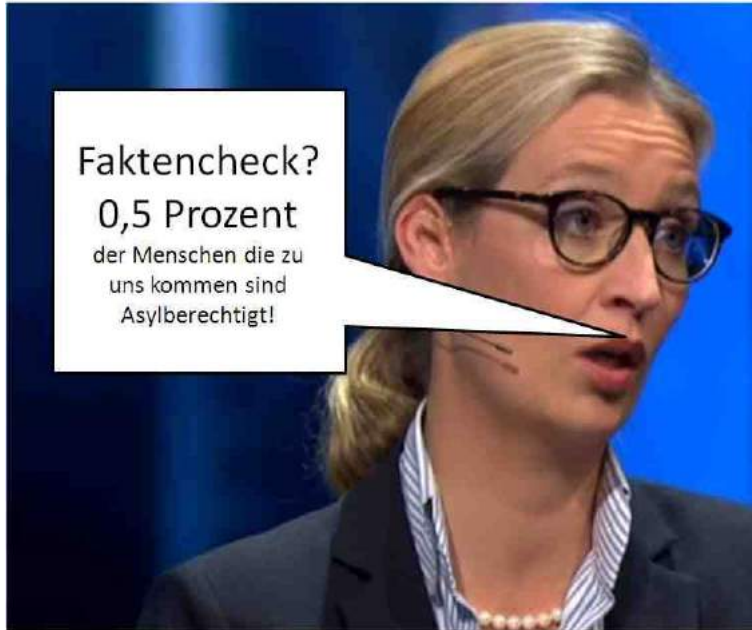 Faktencheck?
0,5 Prozent
der Menschen die zu
uns kommen sind
Asylberechtigt!